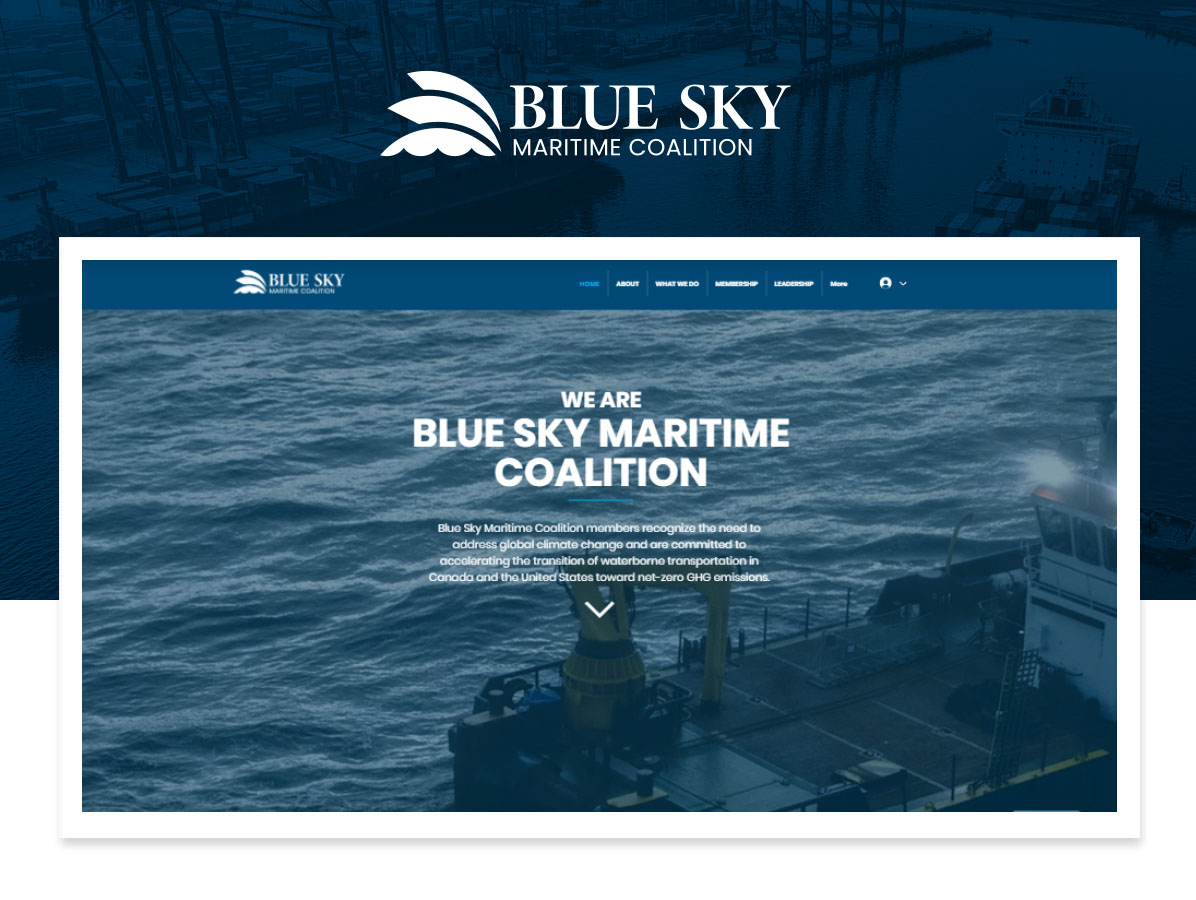 BLUE SKY
MARITIME COALITION
BLUE SKY
MARITIME COALITION
HOME
ABOUT
WHAT WE DO
MEMBERSHIP
LEADERSHIP
More
WE ARE
BLUE SKY MARITIME
COALITION
Blue Sky Maritime Coalition members recognize the need to
address global climate change and are committed to
accelerating the transition of waterborne transportation in
Canada and the United States toward net-zero GHG emissions.